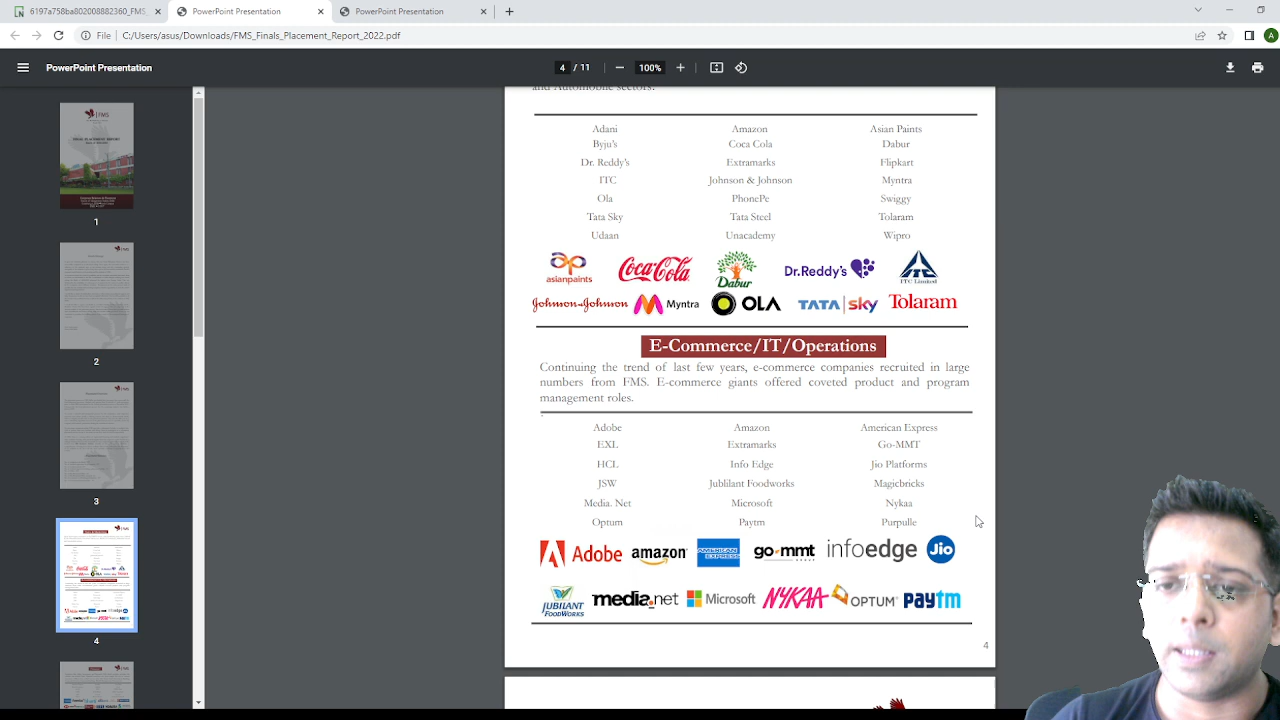 6197a758ba802008882360_FMS_
PowerPoint Presentation
PowerPoint Presentation
File
C:/Users/asus/Downloads/FMS_Finals_Placement_Report_2022.pdf
A
PowerPoint Presentation
4 / 11
100%
1
2
3
4
and Automobile sectors.
Adani Amazon Asian Paints
Byju's Coca Cola Dabur
Dr. Reddy's Extramarks Flipkart
ITC Johnson & Johnson Myntra
Ola PhonePe Swiggy
Tata Sky Tata Steel Tolaram
Udaan Unacademy Wipro
asianpaints Coca-Cola Dabur Dr.Reddy's ITC Limited
Johnson & Johnson Myntra OLA TATA sky Tolaram
E-Commerce/IT/Operations
Continuing the trend of last few years, e-commerce companies recruited in large
numbers from FMS. E-commerce giants offered coveted product and program
management roles.
Adobe Amazon American Express
EXL Extramarks Go-MMT
HCL Info Edge Jio Platforms
JSW Jublilant Foodworks Magicbricks
Media. Net Microsoft Nykaa
Optum Paytm Purpulle
Adobe amazon AMERICAN EXPRESS go-mmt infoedge Jio
JUBILANT FOODWORKS media.net Microsoft NYKAA OPTUM PAYTM
4